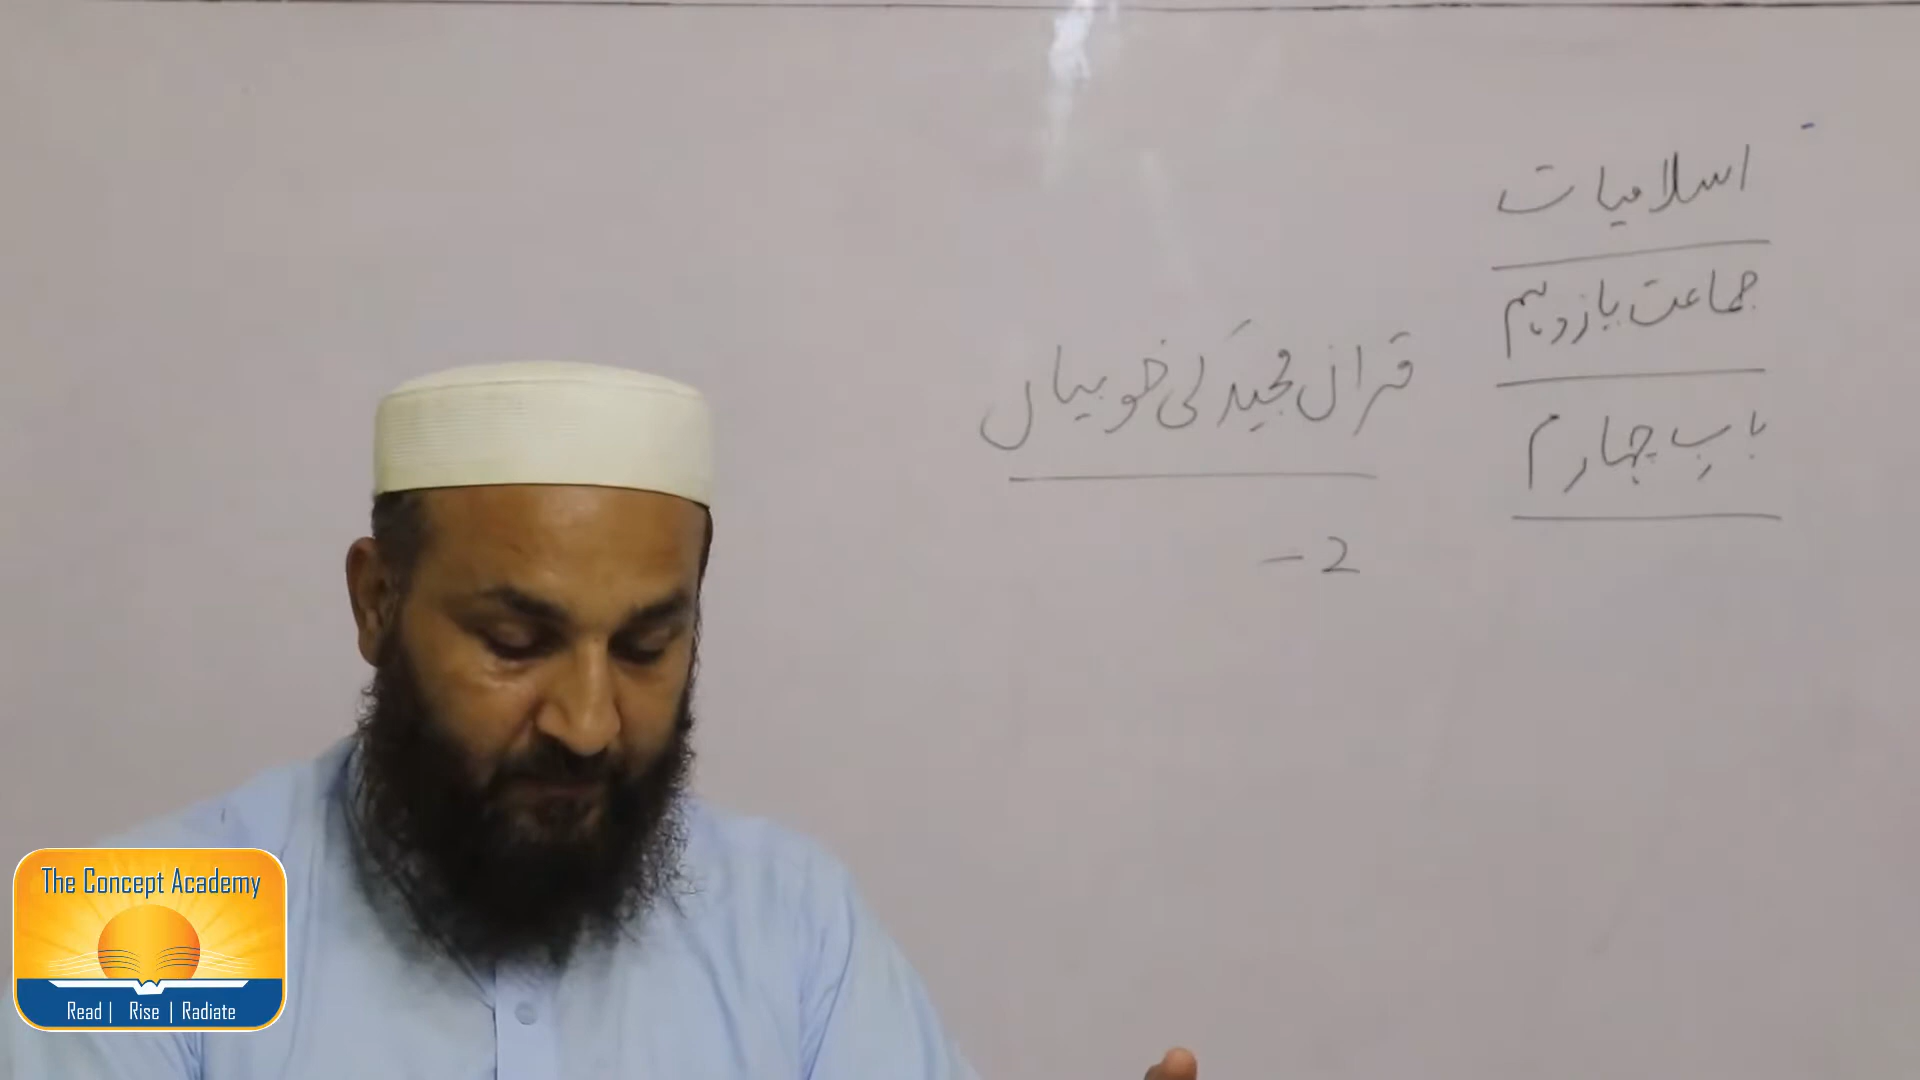 اسلامیات
جماعت یازدہم
بابِ چہارم
قرآن مجید کی خوبیاں
2 –
The Concept Academy
Read | Rise | Radiate